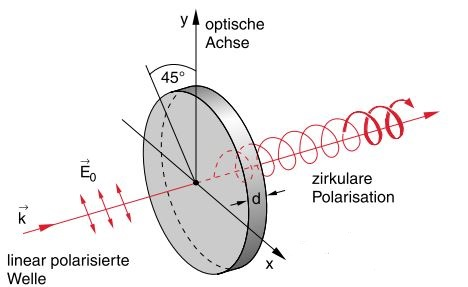 y
optische
Achse
45°
E⃗₀
k⃗
d
zirkulare
Polarisation
x
linear polarisierte
Welle